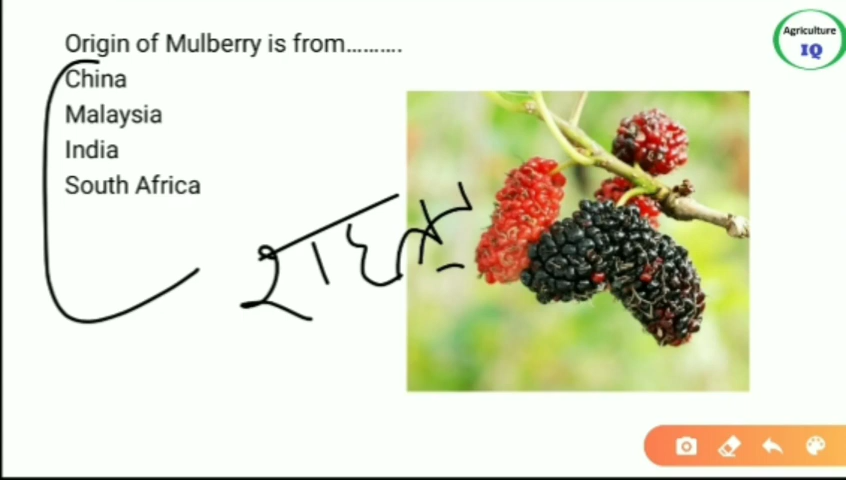 Origin of Mulberry is from..........
China
Malaysia
India
South Africa
Agriculture
IQ